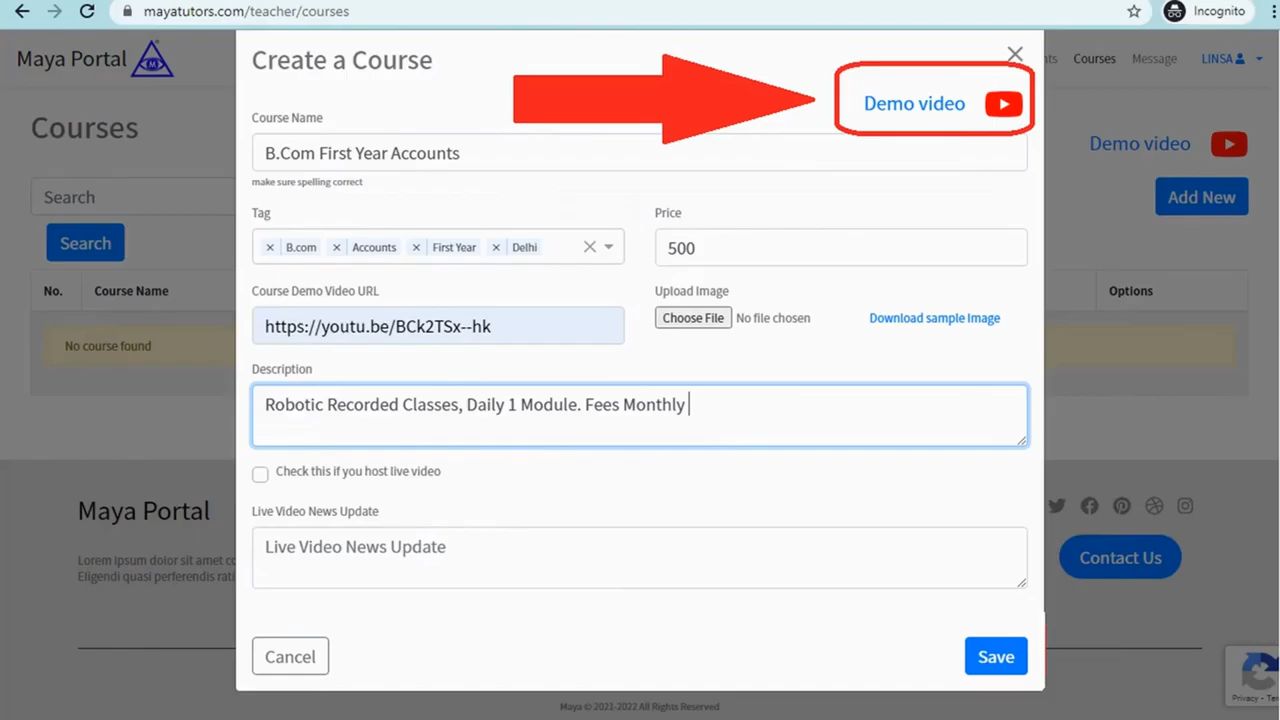 mayatutors.com/teacher/courses
Incognito
Maya Portal
Courses Message LINSA
Create a Course
Demo video
Courses
Demo video
Course Name
B.Com First Year Accounts
make sure spelling correct
Search
Add New
Search
Tag
Price
× B.com × Accounts × First Year × Delhi
500
No. Course Name
Options
Course Demo Video URL
Upload Image
https://youtu.be/BCk2TSx--hk
Choose File No file chosen
Download sample Image
No course found
Description
Robotic Recorded Classes, Daily 1 Module. Fees Monthly
Check this if you host live video
Live Video News Update
Live Video News Update
Maya Portal
Lorem ipsum dolor sit amet
Eligendi quasi perferendis
Contact Us
Cancel
Save
Maya © 2021-2022 All Rights Reserved
Privacy